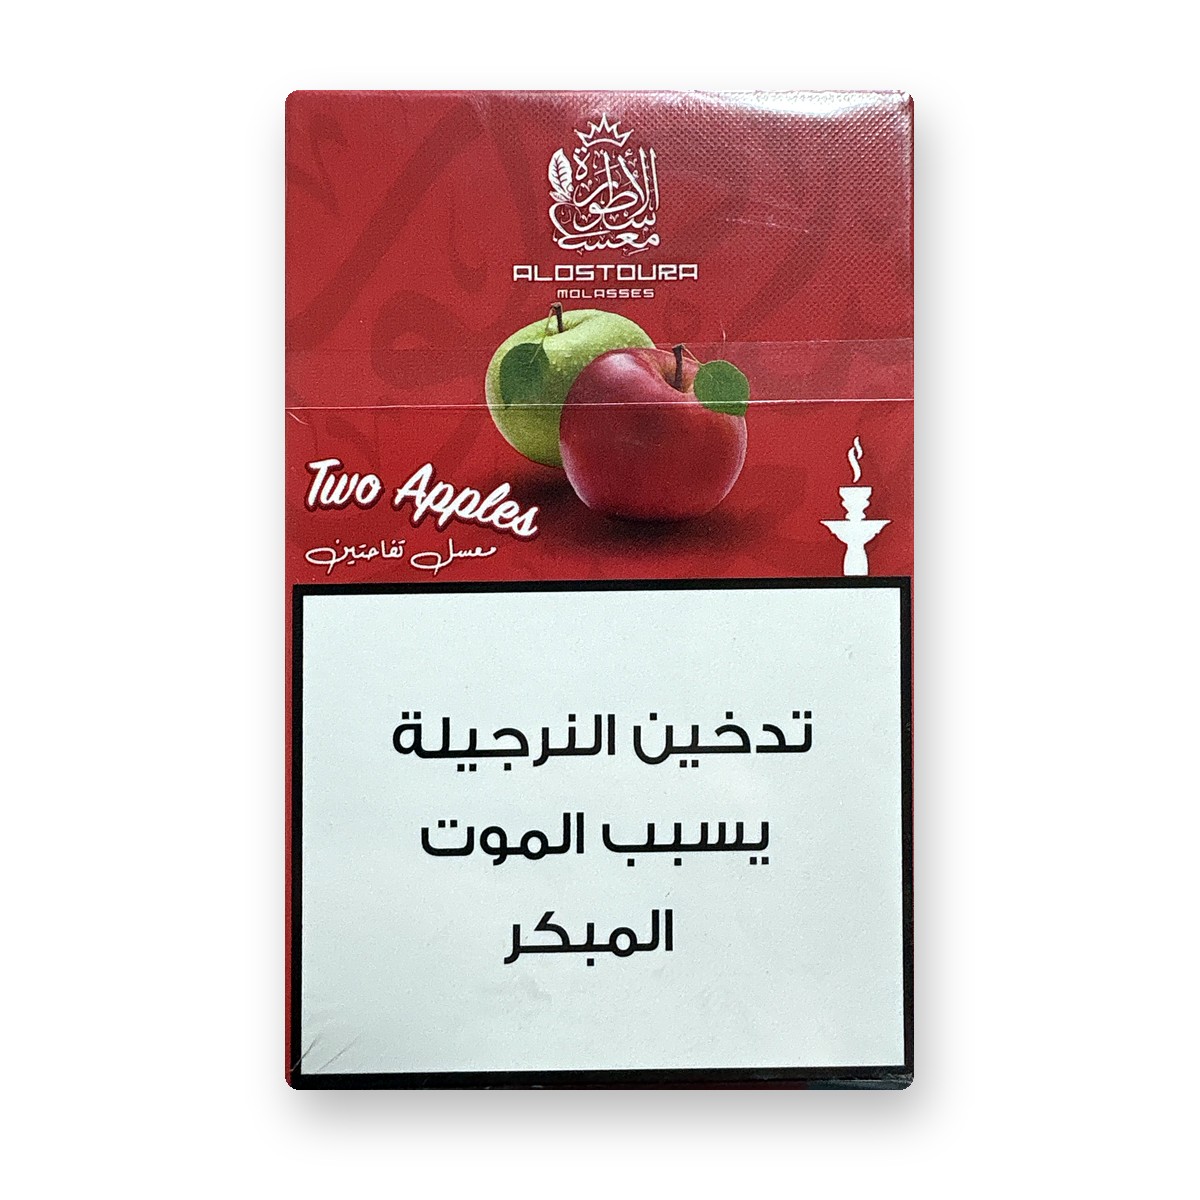 معسل الأسطورة
ALOSTOURA
MOLASSES
Two Apples
معسل تفاحتين
تدخين النرجيلة
يسبب الموت
المبكر